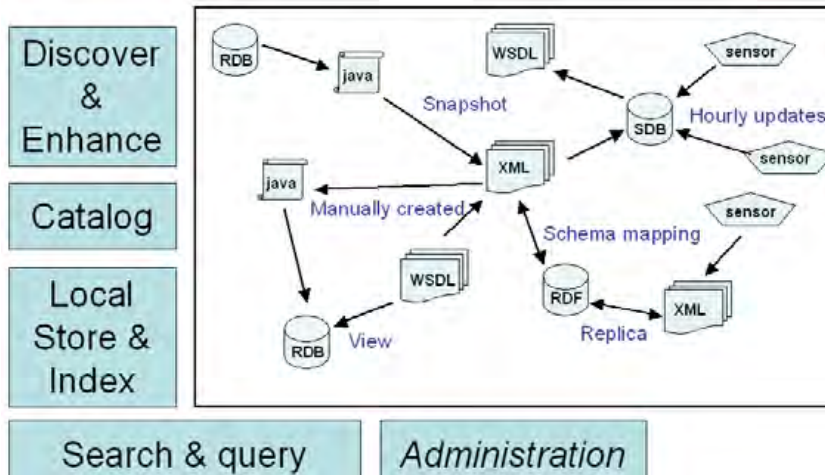 Discover
&
Enhance
Catalog
Local
Store &
Index
Search & query
Administration
RDB
java
Snapshot
WSDL
sensor
SDB
Hourly updates
sensor
XML
java
Manually created
sensor
Schema mapping
WSDL
RDF
XML
RDB
View
Replica